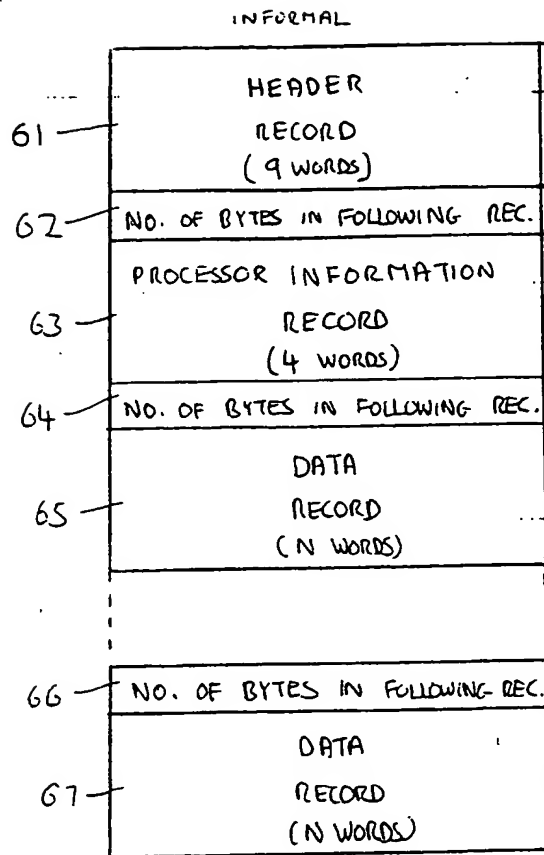 INFORMAL
HEADER
61
RECORD
(9 WORDS)
62
NO. OF BYTES IN FOLLOWING REC.
PROCESSOR INFORMATION
63
RECORD
(4 WORDS)
64
NO. OF BYTES IN FOLLOWING REC.
DATA
65
RECORD
(N WORDS)
66
NO. OF BYTES IN FOLLOWING REC.
DATA
67
RECORD
(N WORDS)